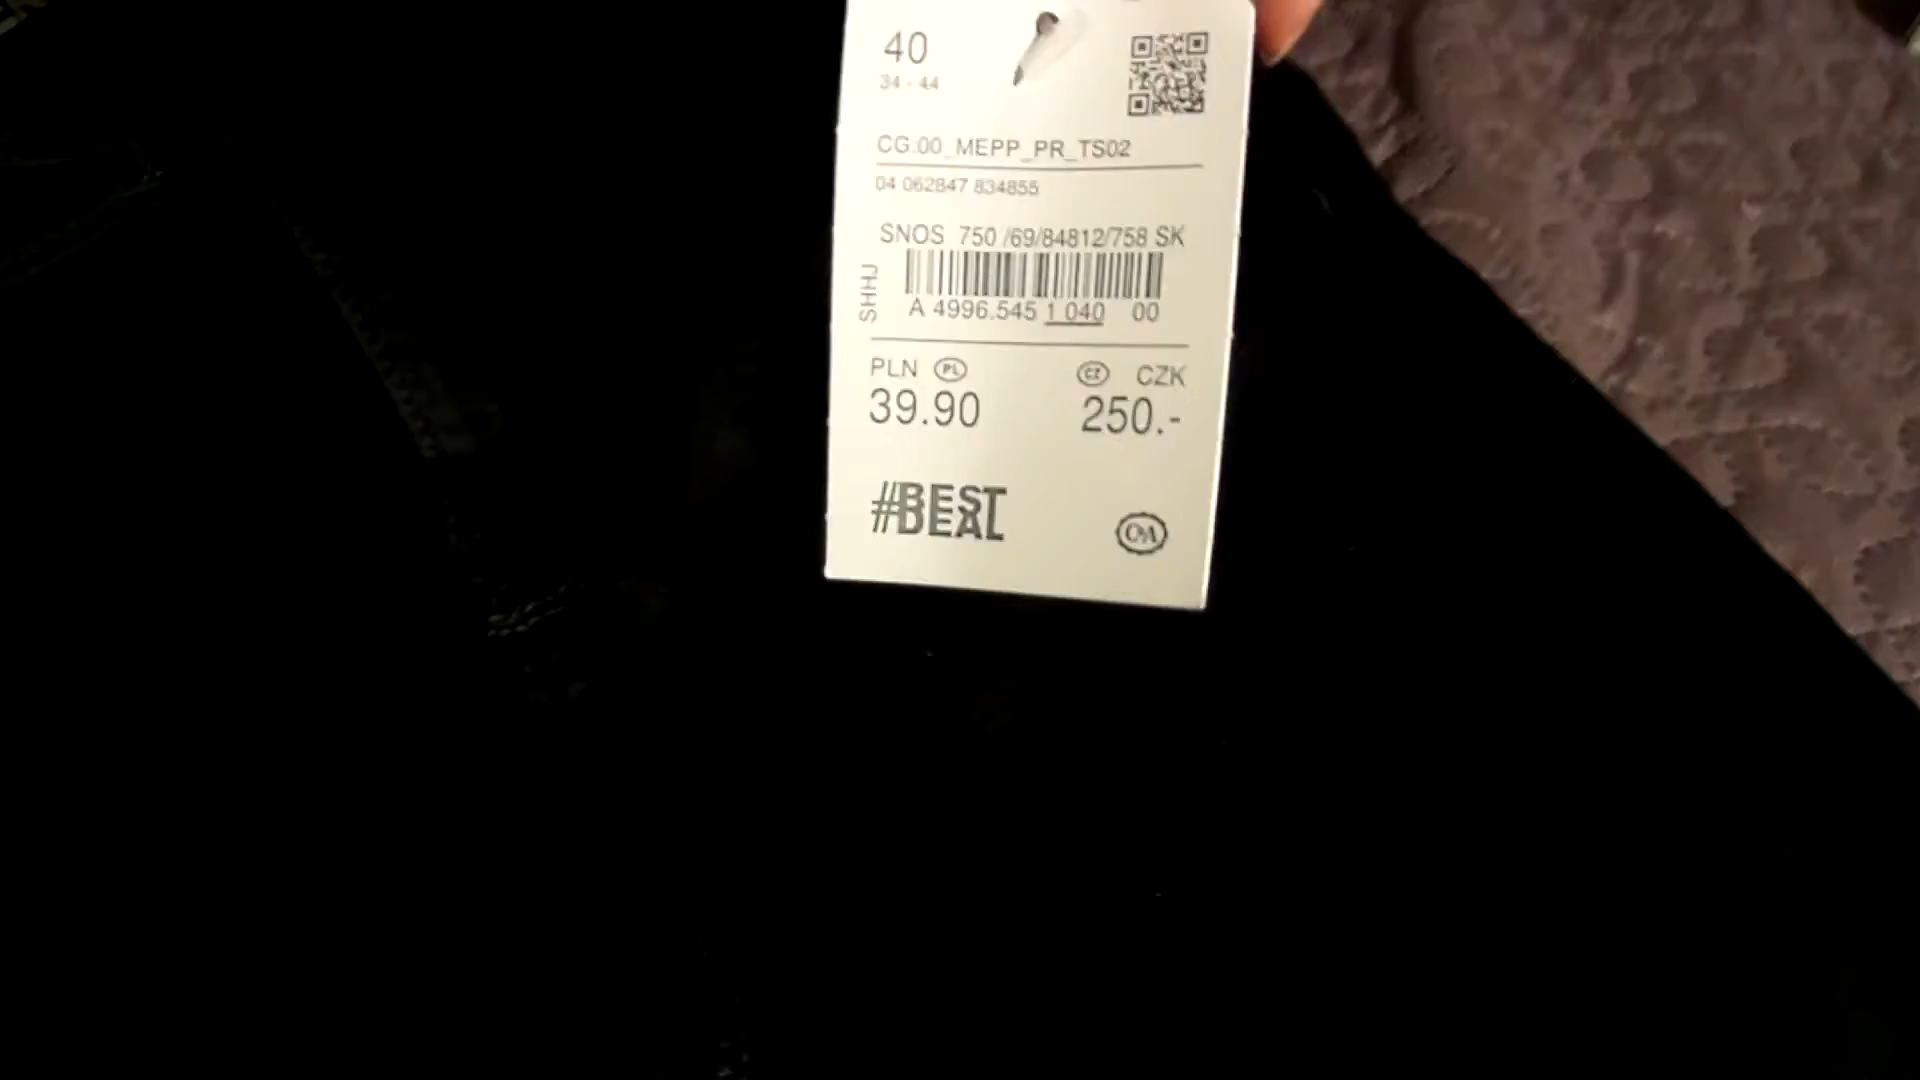 40
34 - 44
CG:00_MEPP_PR_TS02
04 062847 834855
SNOS 750 /69/84812/758 SK
SHHJ
A 4996.545 1 040 00
PLN PL CZ CZK
39.90 250.-
#BEST
DEAL
C&A